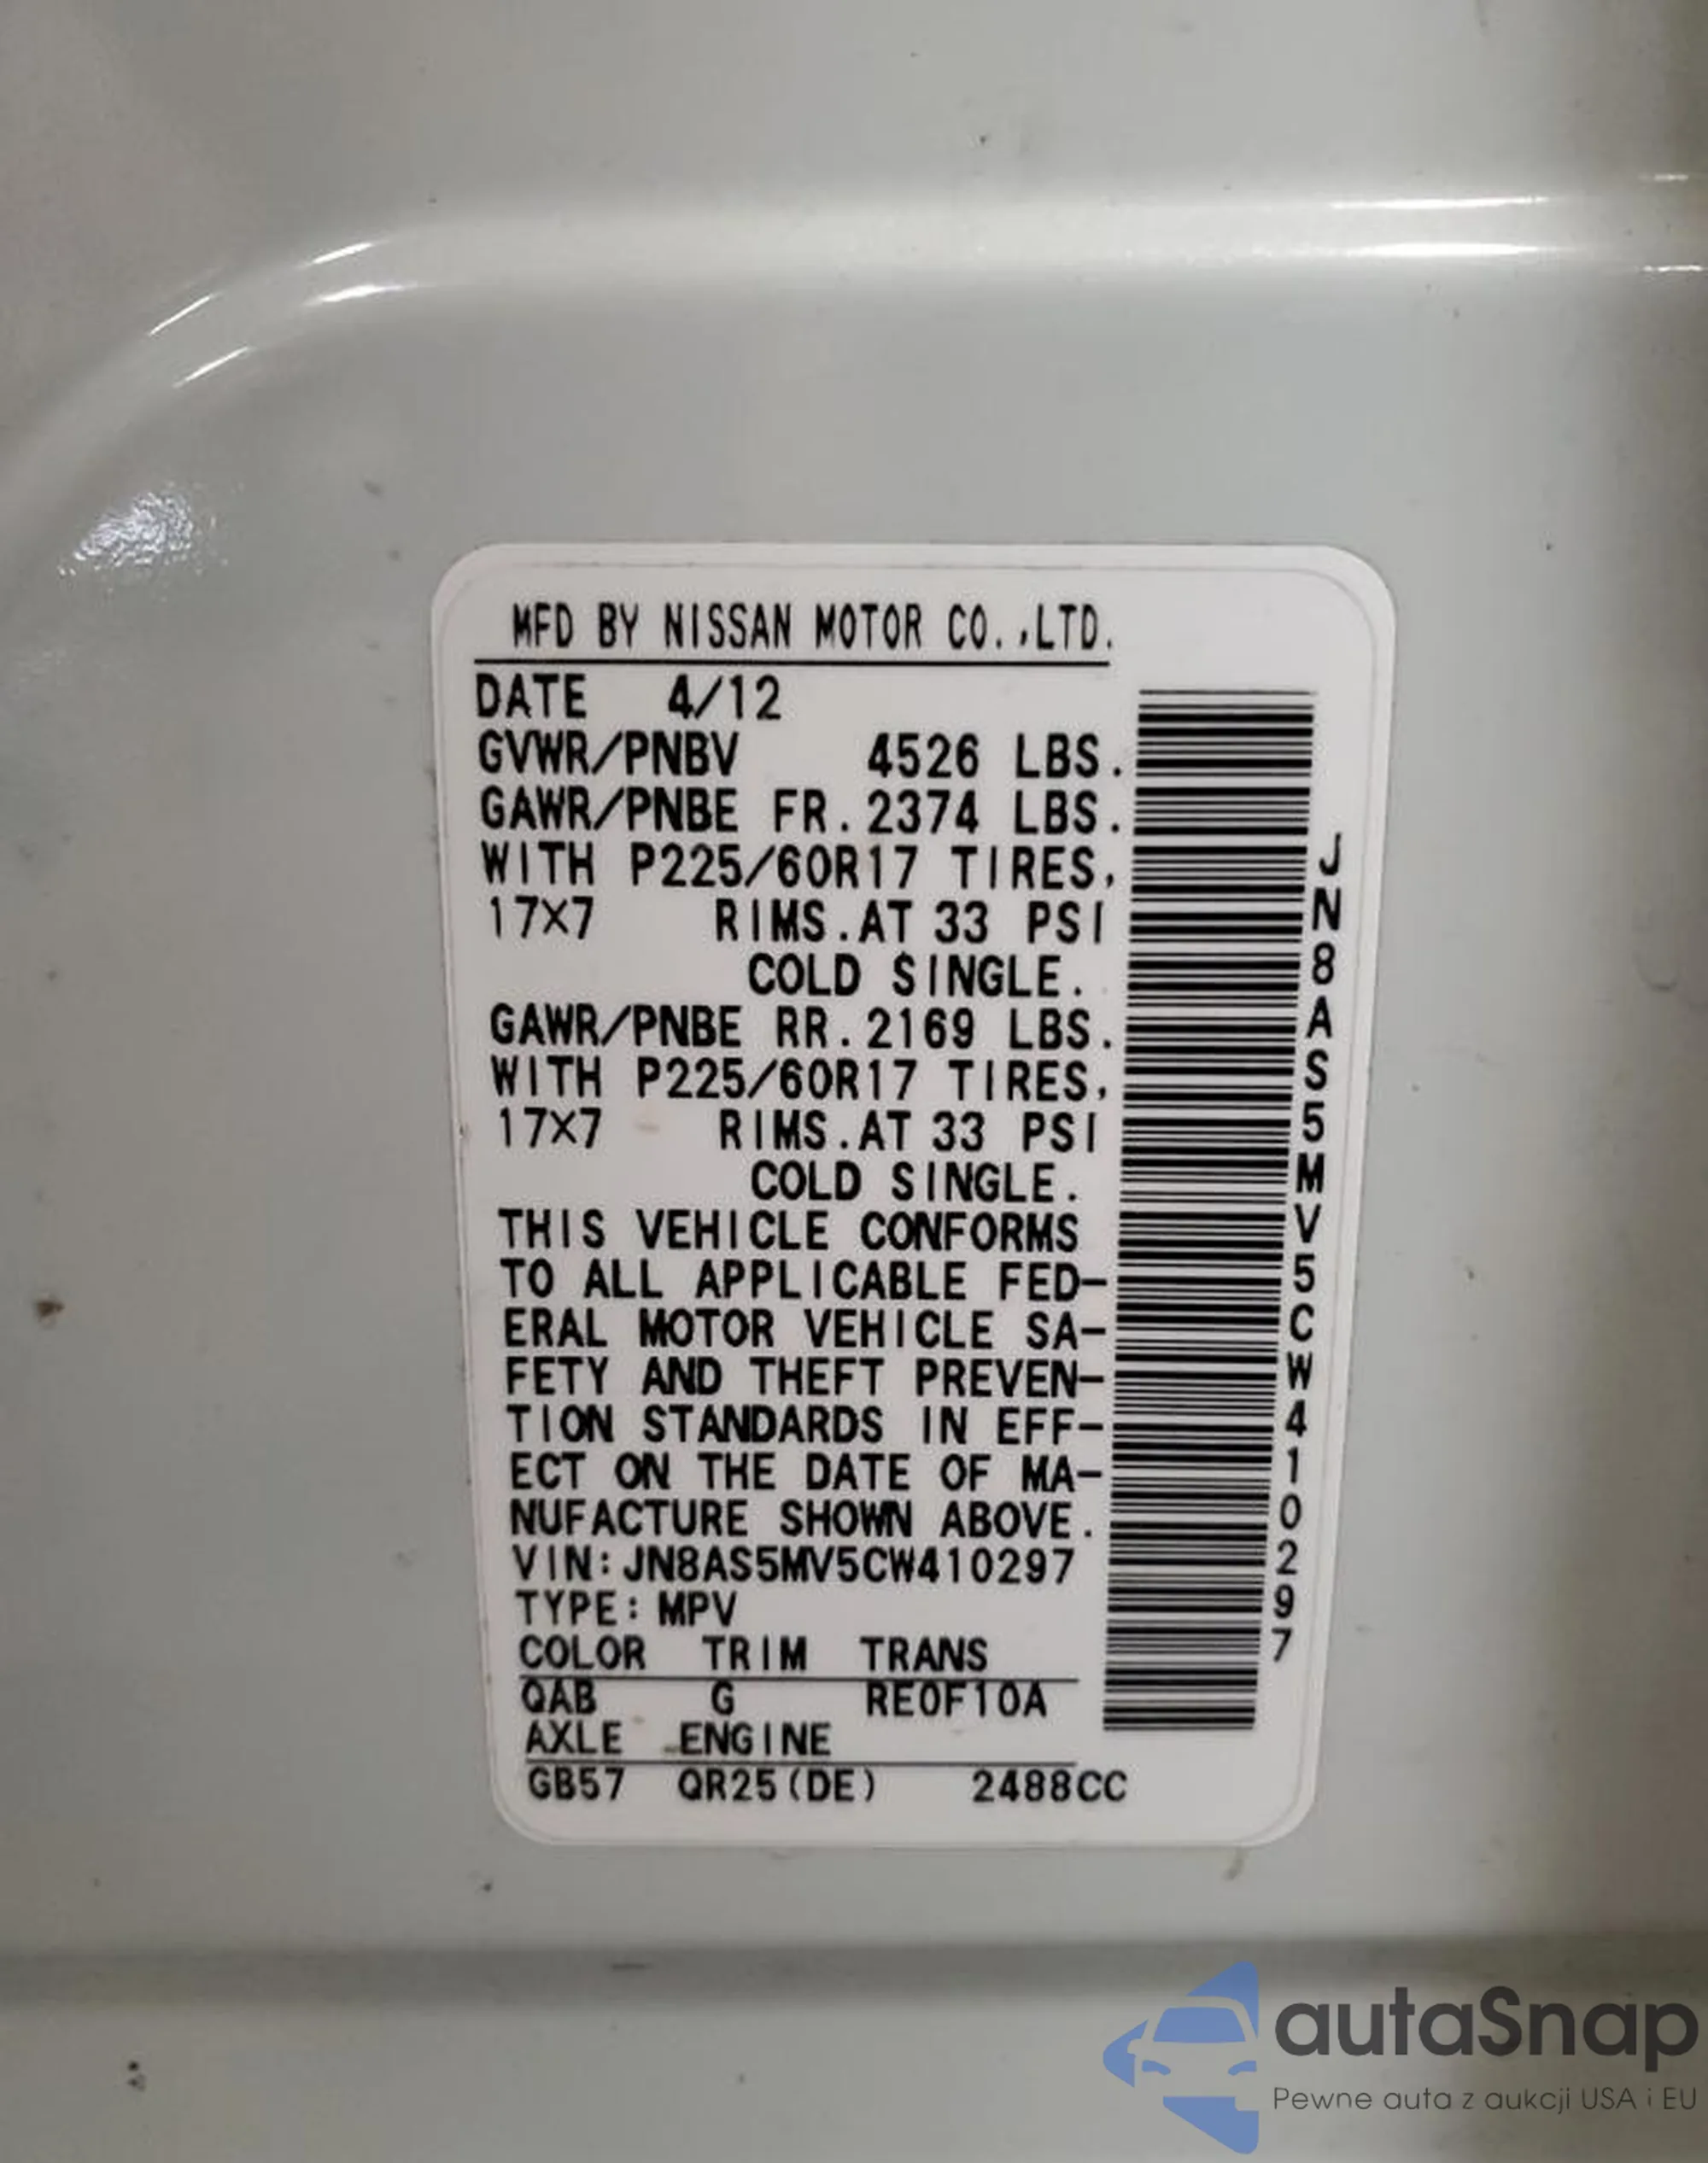 MFD BY NISSAN MOTOR CO.,LTD.
DATE 4/12
GVWR/PNBV 4526 LBS.
GAWR/PNBE FR.2374 LBS.
WITH P225/60R17 TIRES,
17X7 RIMS.AT 33 PSI
COLD SINGLE.
GAWR/PNBE RR.2169 LBS.
WITH P225/60R17 TIRES,
17X7 RIMS.AT 33 PSI
COLD SINGLE.
THIS VEHICLE CONFORMS
TO ALL APPLICABLE FED-
ERAL MOTOR VEHICLE SA-
FETY AND THEFT PREVEN-
TION STANDARDS IN EFF-
ECT ON THE DATE OF MA-
NUFACTURE SHOWN ABOVE.
VIN:JN8AS5MV5CW410297
TYPE:MPV
COLOR TRIM TRANS
QAB G RE0F10A
AXLE ENGINE
GB57 QR25(DE) 2488CC
JN8AS5MV5CW410297
autaSnap
Pewne auta z aukcji USA i EU